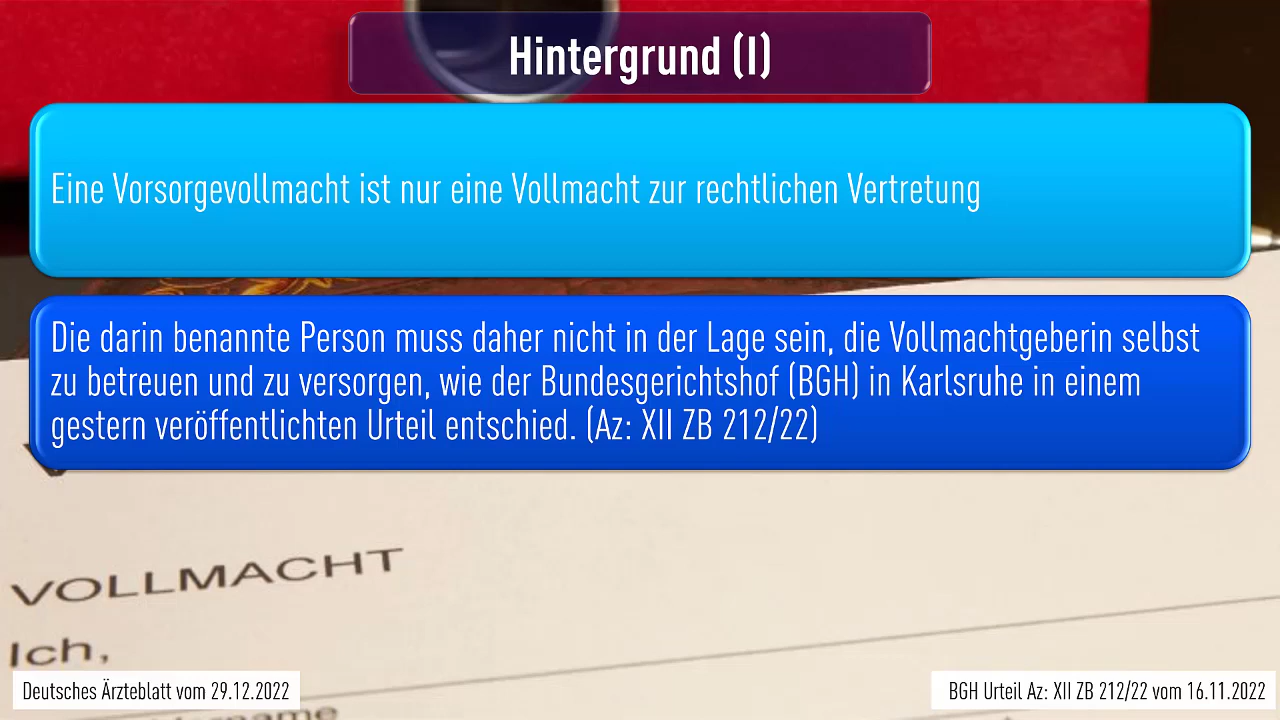 Hintergrund (I)
Eine Vorsorgevollmacht ist nur eine Vollmacht zur rechtlichen Vertretung
Die darin benannte Person muss daher nicht in der Lage sein, die Vollmachtgeberin selbst
zu betreuen und zu versorgen, wie der Bundesgerichtshof (BGH) in Karlsruhe in einem
gestern veröffentlichten Urteil entschied. (Az: XII ZB 212/22)
VOLLMACHT
Ich,
Deutsches Ärzteblatt vom 29.12.2022
BGH Urteil Az: XII ZB 212/22 vom 16.11.2022